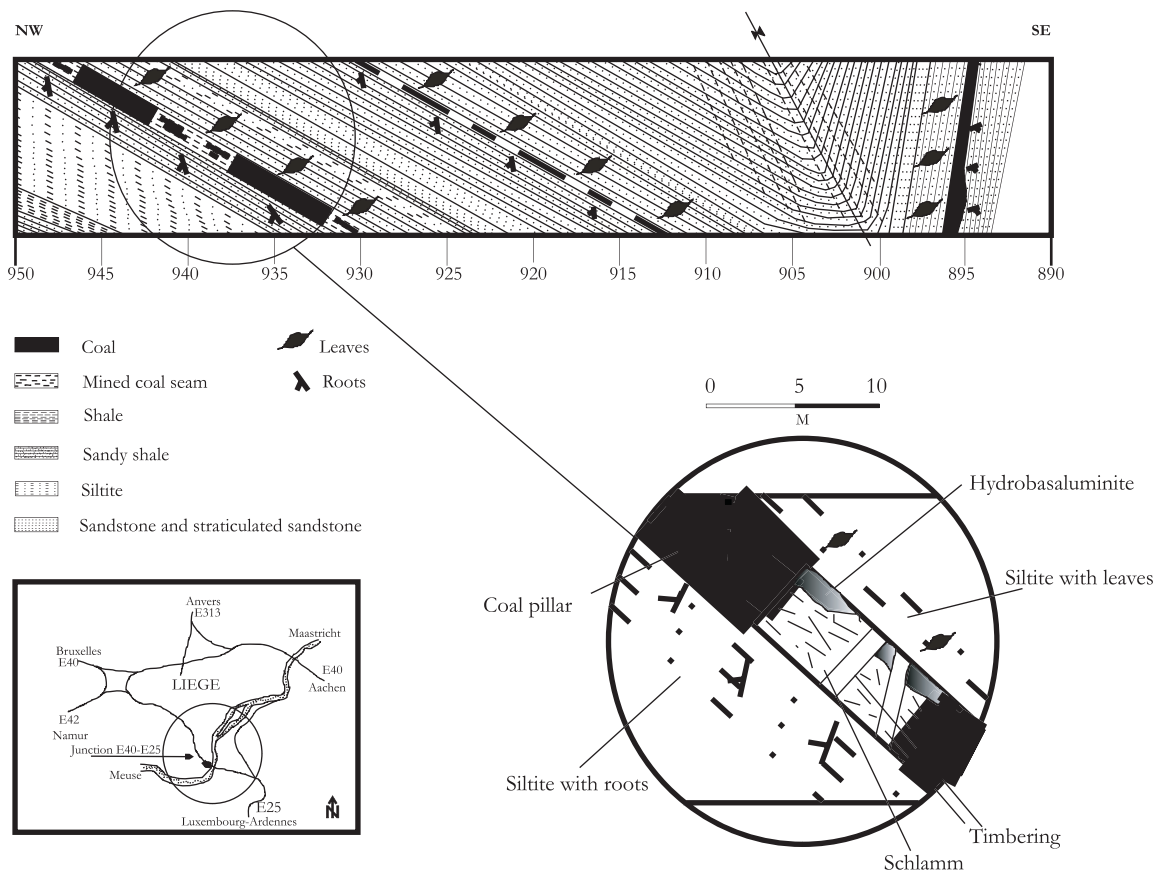 NW SE
950 945 940 935 930 925 920 915 910 905 900 895 890
Coal
Mined coal seam
Shale
Sandy shale
Siltite
Sandstone and straticulated sandstone
Leaves
Roots
0 5 10
M
Hydrobasaluminite
Siltite with leaves
Coal pillar
Siltite with roots
Timbering
Schlamm
Anvers
E313
Maastricht
Bruxelles
E40
LIEGE
E40
Aachen
E42
Namur
Junction E40-E25
Meuse
E25
Luxembourg-Ardennes
N